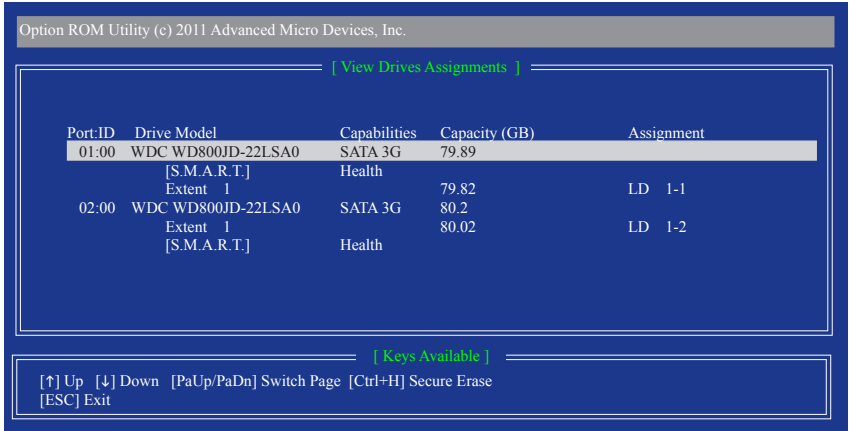 Option ROM Utility (c) 2011 Advanced Micro Devices, Inc.
[ View Drives Assignments ]
Port:ID Drive Model Capabilities Capacity (GB) Assignment
01:00 WDC WD800JD-22LSA0 SATA 3G 79.89
[S.M.A.R.T.] Health
Extent 1 79.82 LD 1-1
02:00 WDC WD800JD-22LSA0 SATA 3G 80.2
Extent 1 80.02 LD 1-2
[S.M.A.R.T.] Health
[ Keys Available ]
[↑] Up [↓] Down [PaUp/PaDn] Switch Page [Ctrl+H] Secure Erase
[ESC] Exit